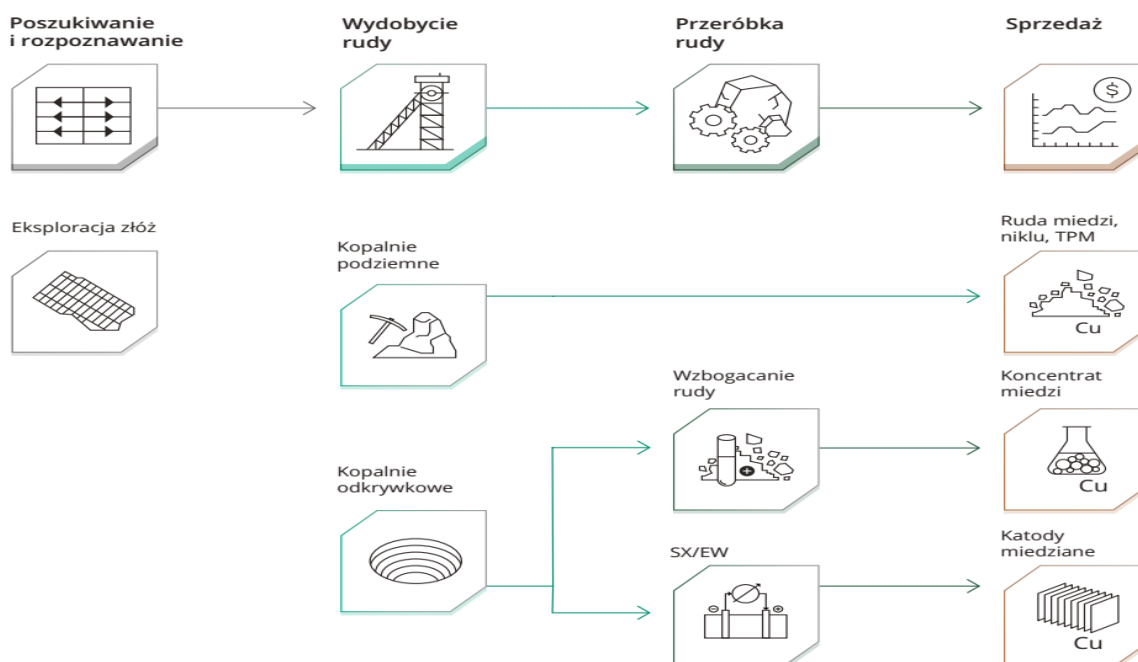 Poszukiwanie
i rozpoznawanie
Wydobycie
rudy
Przeróbka
rudy
Sprzedaż
$
Eksploracja złóż
Kopalnie
podziemne
Ruda miedzi,
niklu, TPM
Cu
Wzbogacanie
rudy
Koncentrat
miedzi
Cu
Kopalnie
odkrywkowe
SX/EW
Katody
miedziane
Cu